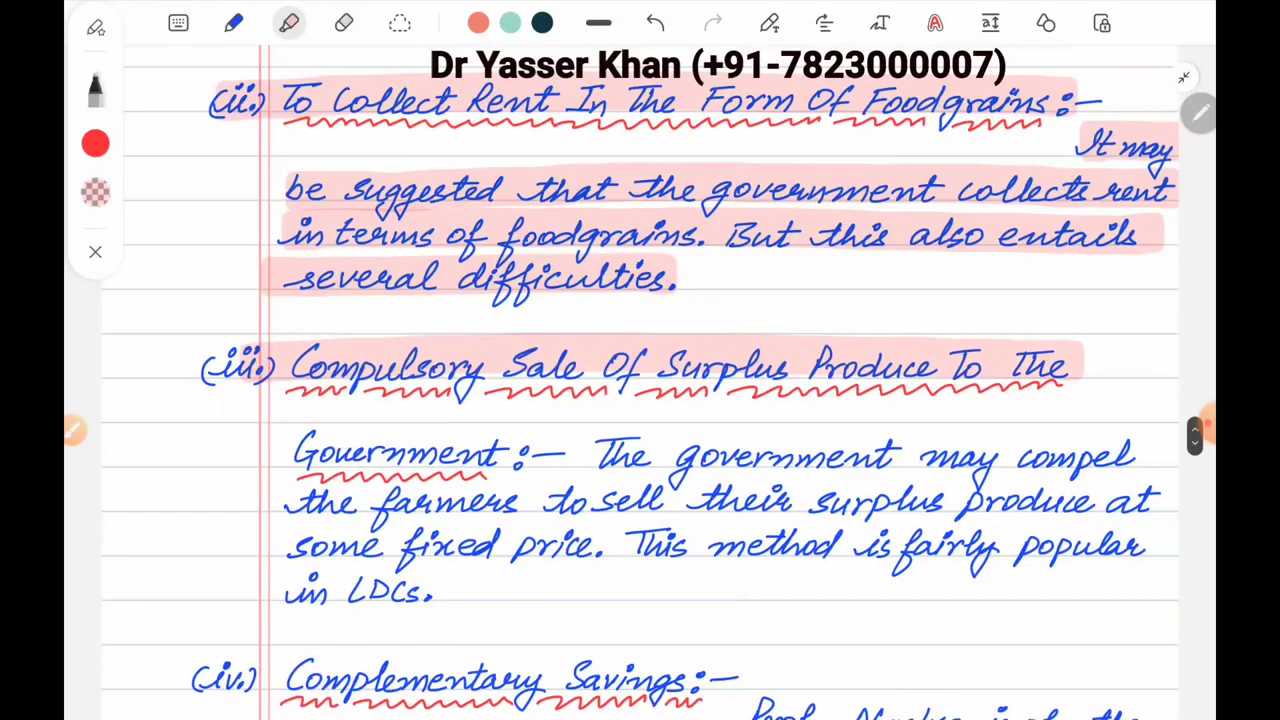 Dr Yasser Khan (+91-7823000007)
(ii.) To Collect Rent In The Form Of Foodgrains:-
It may
be suggested that the government collects rent
in terms of foodgrains. But this also entails
several difficulties.
(iii.) Compulsory Sale Of Surplus Produce To The
Government:- The government may compel
the farmers to sell their surplus produce at
some fixed price. This method is fairly popular
in LDCs.
(iv.) Complementary Savings:-
Prof.